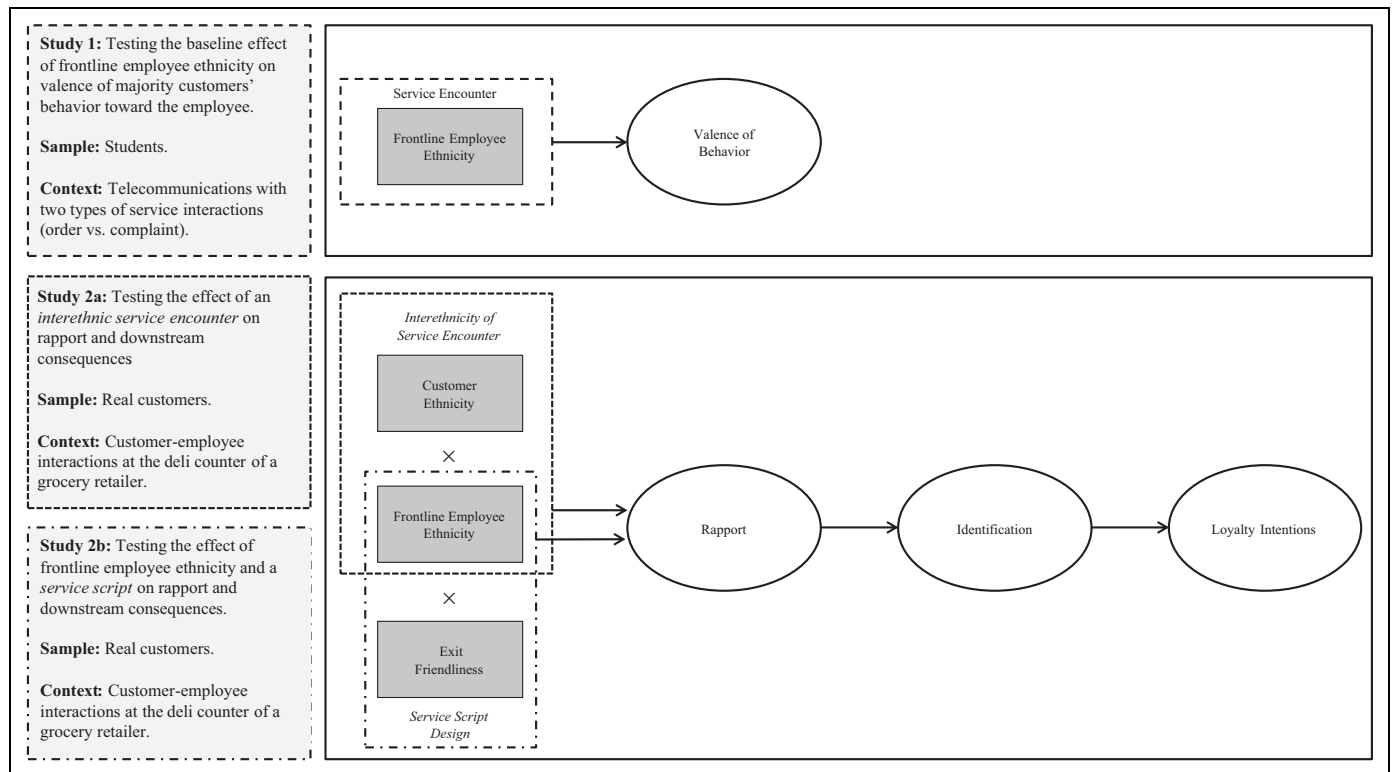 Study 1: Testing the baseline effect
of frontline employee ethnicity on
valence of majority customers'
behavior toward the employee.
Sample: Students.
Context: Telecommunications with
two types of service interactions
(order vs. complaint).
Service Encounter
Frontline Employee
Ethnicity
Valence of
Behavior
Study 2a: Testing the effect of an
interethnic service encounter on
rapport and downstream
consequences
Sample: Real customers.
Context: Customer-employee
interactions at the deli counter of a
grocery retailer.
Study 2b: Testing the effect of
frontline employee ethnicity and a
service script on rapport and
downstream consequences.
Sample: Real customers.
Context: Customer-employee
interactions at the deli counter of a
grocery retailer.
Interethnicity of
Service Encounter
Customer
Ethnicity
×
Frontline Employee
Ethnicity
×
Exit
Friendliness
Service Script
Design
Rapport
Identification
Loyalty Intentions